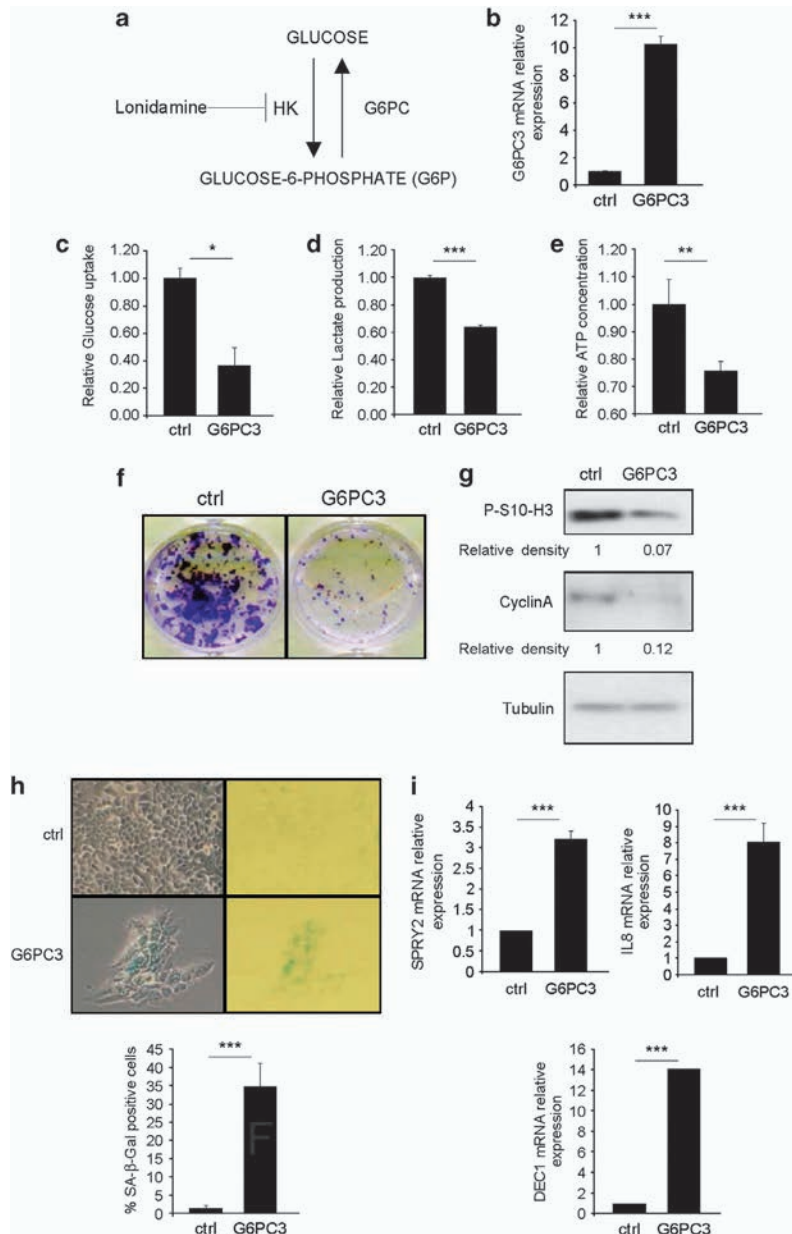 a
GLUCOSE
Lonidamine
HK
G6PC
GLUCOSE-6-PHOSPHATE (G6P)
b
***
G6PC3 mRNA relative
expression
12
10
8
6
4
2
0
ctrl G6PC3
c
*
Relative Glucose uptake
1.20
1.00
0.80
0.60
0.40
0.20
0.00
ctrl G6PC3
d
***
Relative Lactate production
1.20
1.00
0.80
0.60
0.40
0.20
0.00
ctrl G6PC3
e
**
Relative ATP concentration
1.20
1.10
1.00
0.90
0.80
0.70
0.60
ctrl G6PC3
f
ctrl G6PC3
g
ctrl G6PC3
P-S10-H3
Relative density 1 0.07
CyclinA
Relative density 1 0.12
Tubulin
h
ctrl
G6PC3
***
% SA-β-Gal positive cells
45
40
35
30
25
20
15
10
5
0
F
ctrl G6PC3
i
***
SPRY2 mRNA relative
expression
4
3.5
3
2.5
2
1.5
1
0.5
0
ctrl G6PC3
***
IL8 mRNA relative
expression
10
9
8
7
6
5
4
3
2
1
0
ctrl G6PC3
***
DEC1 mRNA relative
expression
16
14
12
10
8
6
4
2
0
ctrl G6PC3